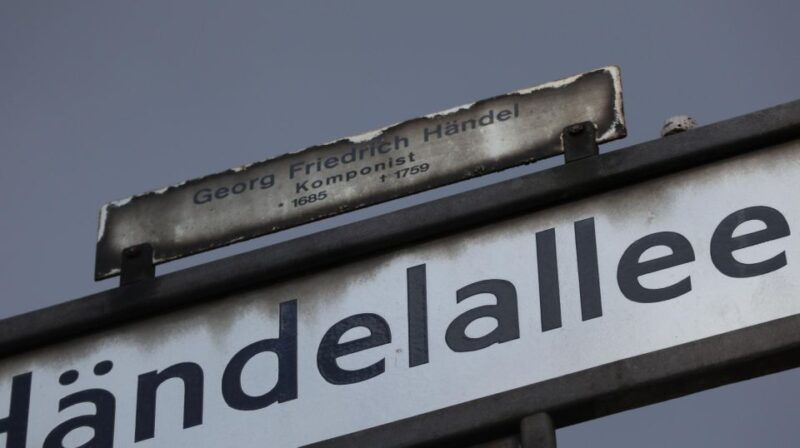 Georg Friedrich Händel
Komponist
* 1685 † 1759
Händelallee